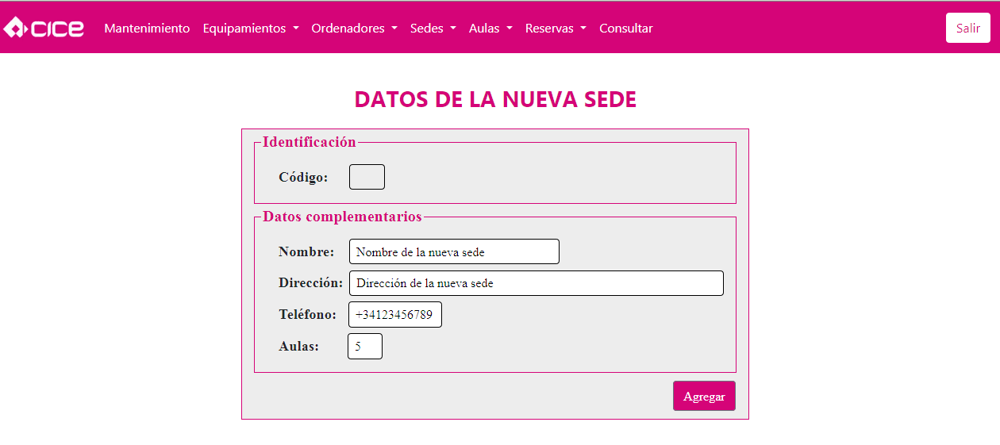 CICE Mantenimiento Equipamientos Ordenadores Sedes Aulas Reservas Consultar Salir
DATOS DE LA NUEVA SEDE
Identificación
Código:
Datos complementarios
Nombre: Nombre de la nueva sede
Dirección: Dirección de la nueva sede
Teléfono: +34123456789
Aulas: 5
Agregar